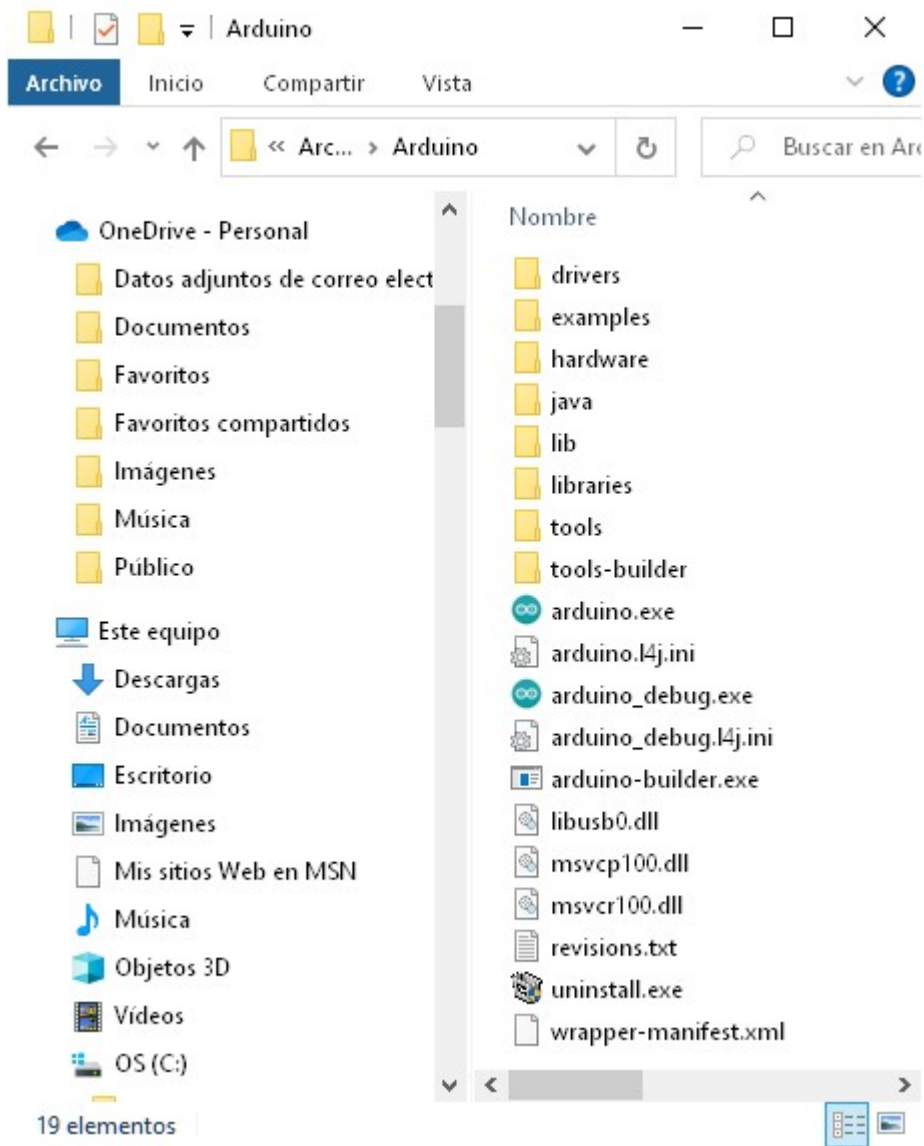 Arduino
Archivo Inicio Compartir Vista
« Arc... › Arduino
Buscar en Ar
OneDrive - Personal
Datos adjuntos de correo elect
Documentos
Favoritos
Favoritos compartidos
Imágenes
Música
Público
Este equipo
Descargas
Documentos
Escritorio
Imágenes
Mis sitios Web en MSN
Música
Objetos 3D
Vídeos
OS (C:)
Nombre
drivers
examples
hardware
java
lib
libraries
tools
tools-builder
arduino.exe
arduino.l4j.ini
arduino_debug.exe
arduino_debug.l4j.ini
arduino-builder.exe
libusb0.dll
msvcp100.dll
msvcr100.dll
revisions.txt
uninstall.exe
wrapper-manifest.xml
19 elementos